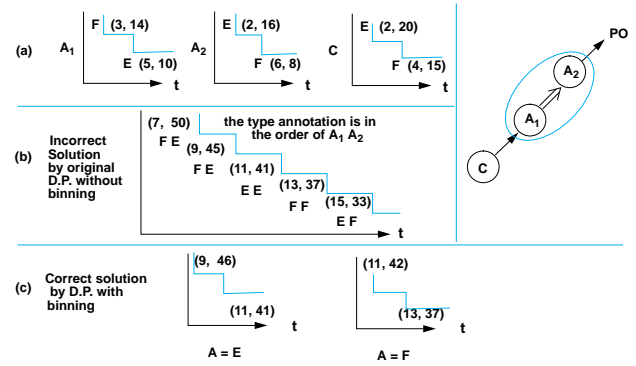 (a) A1 F (3, 14) E (5, 10) t
A2 E (2, 16) F (6, 8) t
C E (2, 20) F (4, 15) t
PO
A2
A1
C
(b) Incorrect
Solution
by original
D.P. without
binning
the type annotation is in
the order of A1 A2
(7, 50)
F E
(9, 45)
F E
(11, 41)
E E
(13, 37)
F F
(15, 33)
E F
t
(c) Correct solution
by D.P. with
binning
(9, 46)
(11, 41)
t
A = E
(11, 42)
(13, 37)
t
A = F